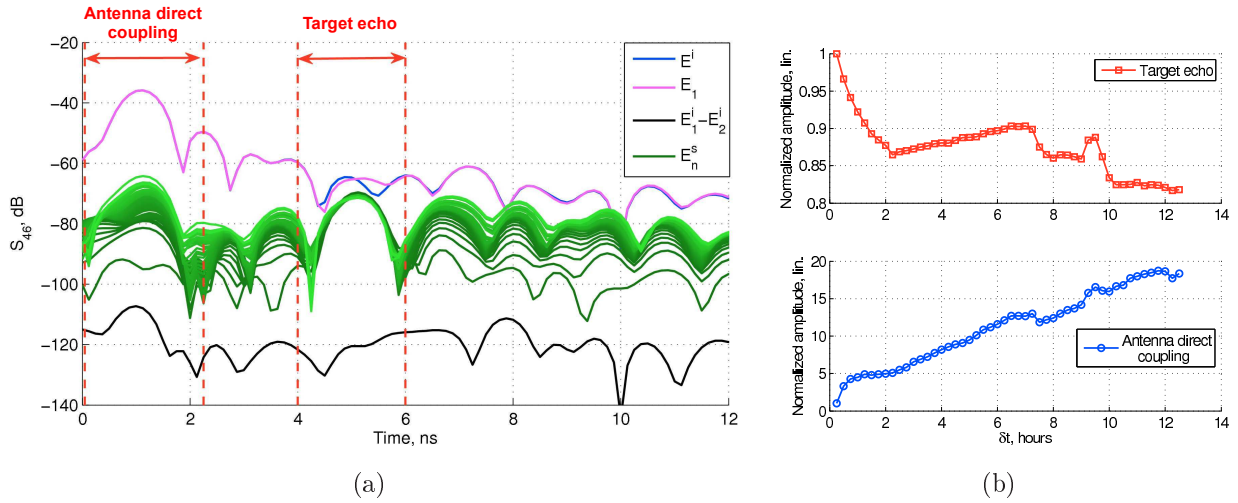 Antenna direct
coupling
Target echo
−20
−40
−60
−80
−100
−120
−140
S46, dB
0
2
4
6
8
10
12
Time, ns
E^i
E_1
E_1^i−E_2^i
E_n^s
(a)
1
0.95
0.9
0.85
0.8
Normalized amplitude, lin.
0
2
4
6
8
10
12
14
Target echo
20
15
10
5
0
Normalized amplitude, lin.
Antenna direct
coupling
0
2
4
6
8
10
12
14
δt, hours
(b)